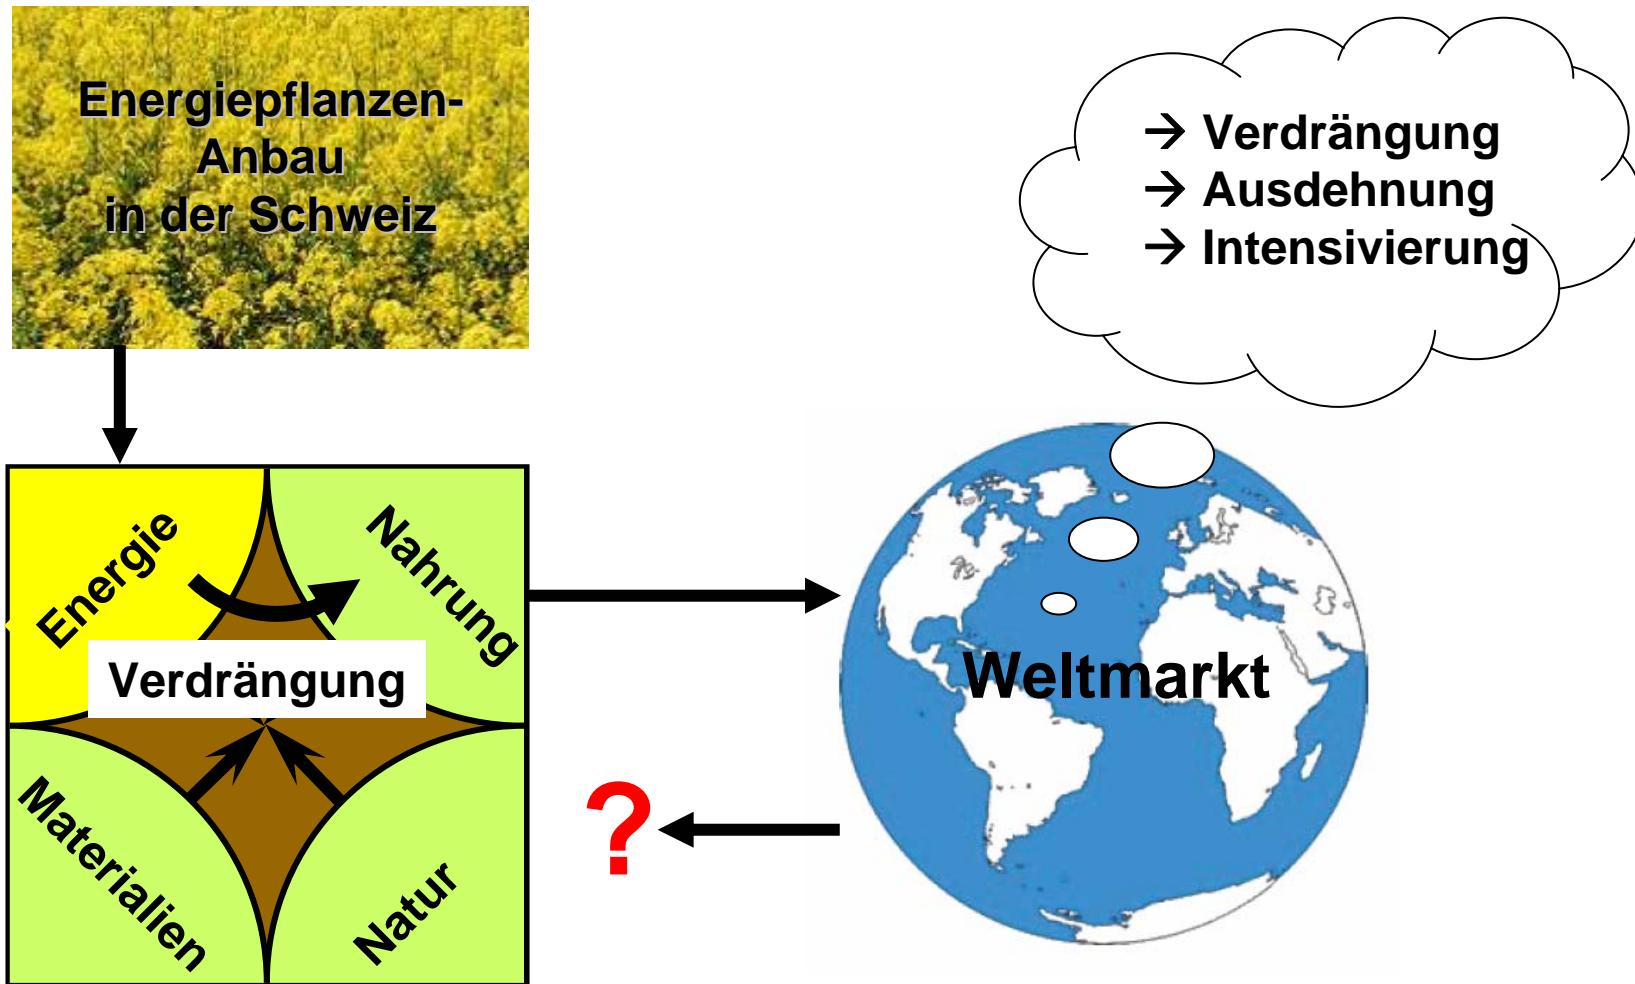 Energiepflanzen-
Anbau
in der Schweiz
→ Verdrängung
→ Ausdehnung
→ Intensivierung
Energie
Nahrung
Verdrängung
Materialien
Natur
Weltmarkt
?